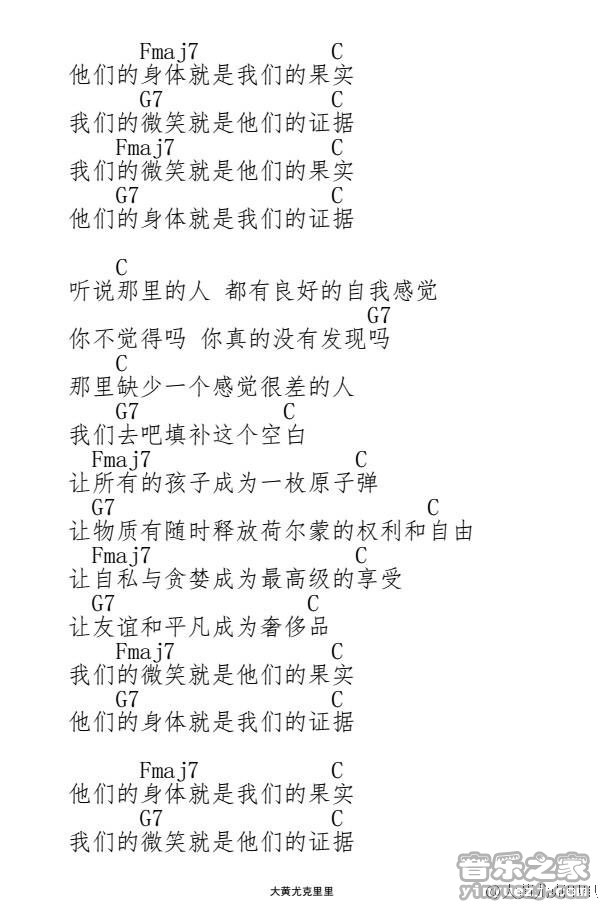 Fmaj7 C
他们的身体就是我们的果实
G7 C
我们的微笑就是他们的证据
Fmaj7 C
我们的微笑就是他们的果实
G7 C
他们的身体就是我们的证据
C
听说那里的人 都有良好的自我感觉
G7
你不觉得吗 你真的没有发现吗
C
那里缺少一个感觉很差的人
G7 C
我们去吧填补这个空白
Fmaj7 C
让所有的孩子成为一枚原子弹
G7 C
让物质有随时释放荷尔蒙的权利和自由
Fmaj7 C
让自私与贪婪成为最高级的享受
G7 C
让友谊和平凡成为奢侈品
Fmaj7 C
我们的微笑就是他们的果实
G7 C
他们的身体就是我们的证据
Fmaj7 C
他们的身体就是我们的果实
G7 C
我们的微笑就是他们的证据
音乐之家
大黄尤克里里